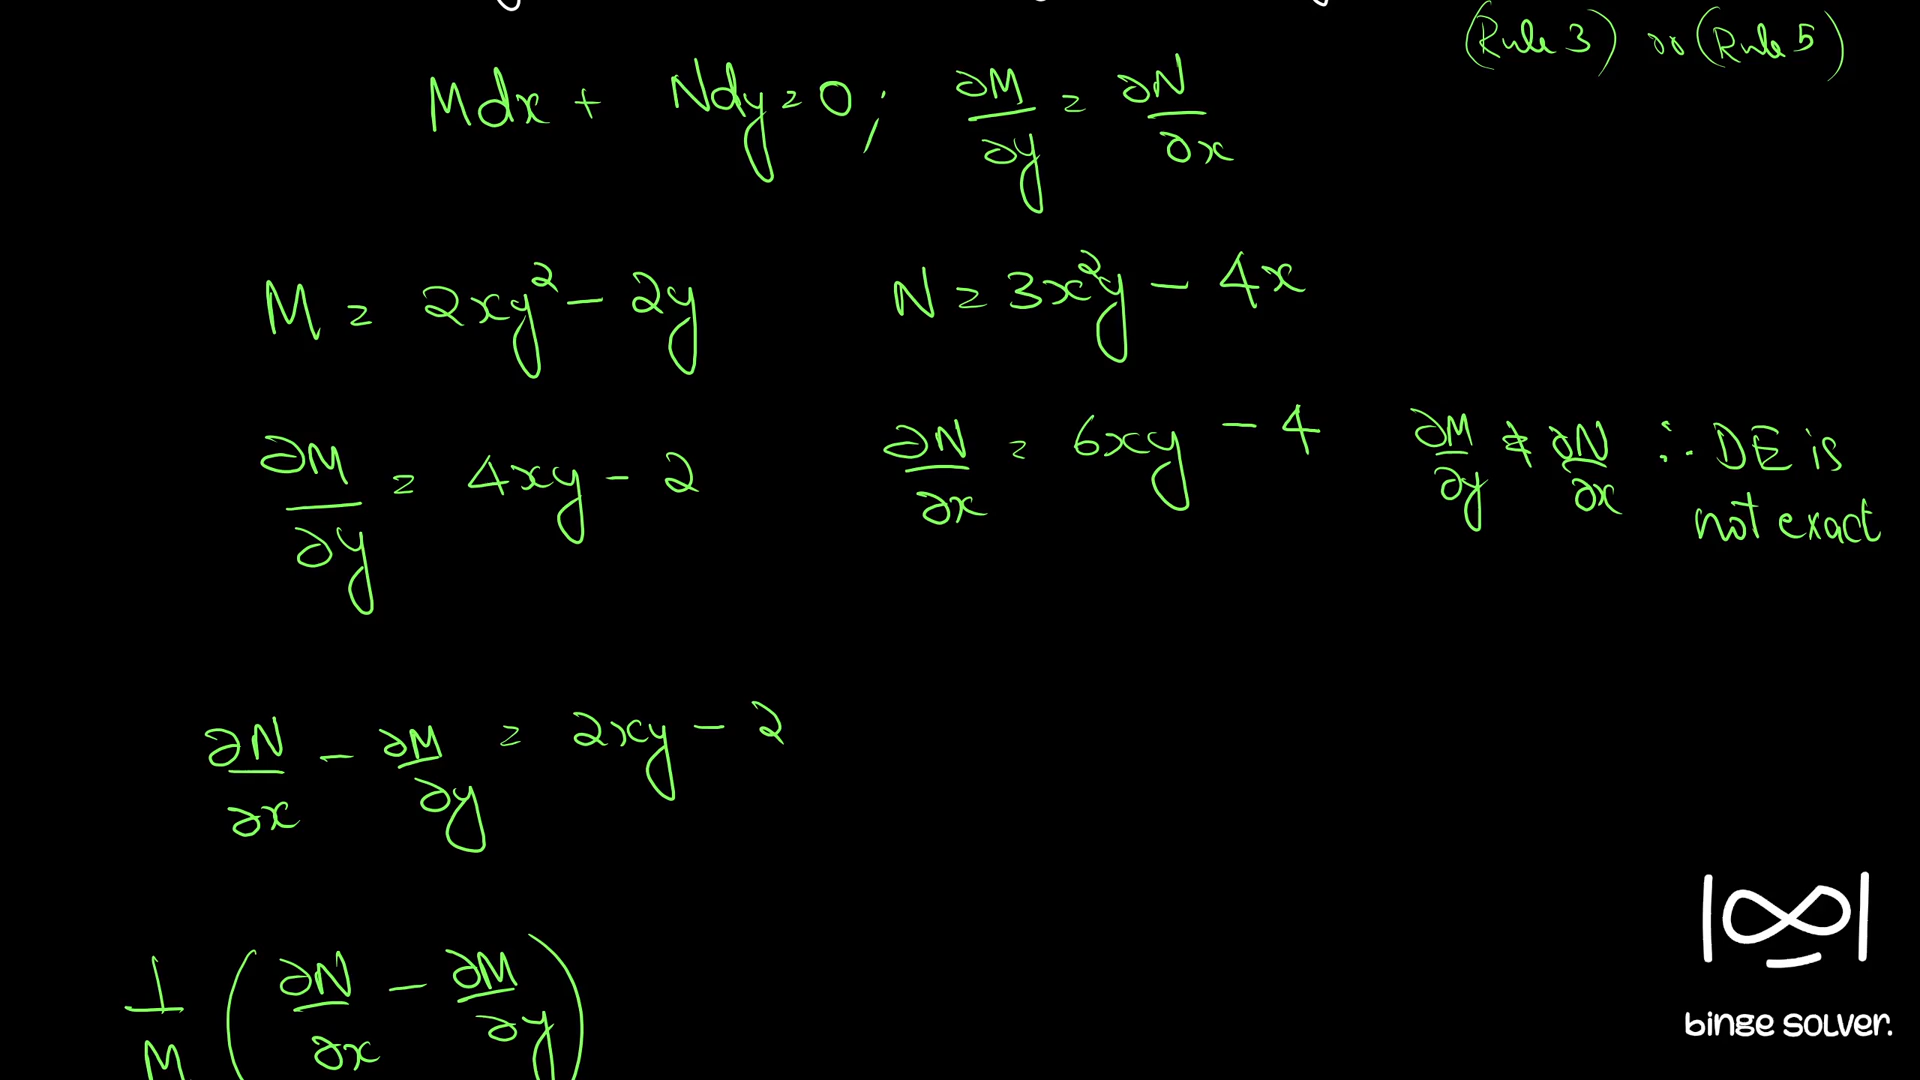 (Rule 3) or (Rule 5)
Mdx + Ndy = 0 ; ∂M/∂y = ∂N/∂x
M = 2xy² - 2y N = 3x²y - 4x
∂M/∂y = 4xy - 2 ∂N/∂x = 6xy - 4 ∂M/∂y ≠ ∂N/∂x ∴ DE is
not exact
∂N/∂x - ∂M/∂y = 2xy - 2
1/M (∂N/∂x - ∂M/∂y)
binge solver.